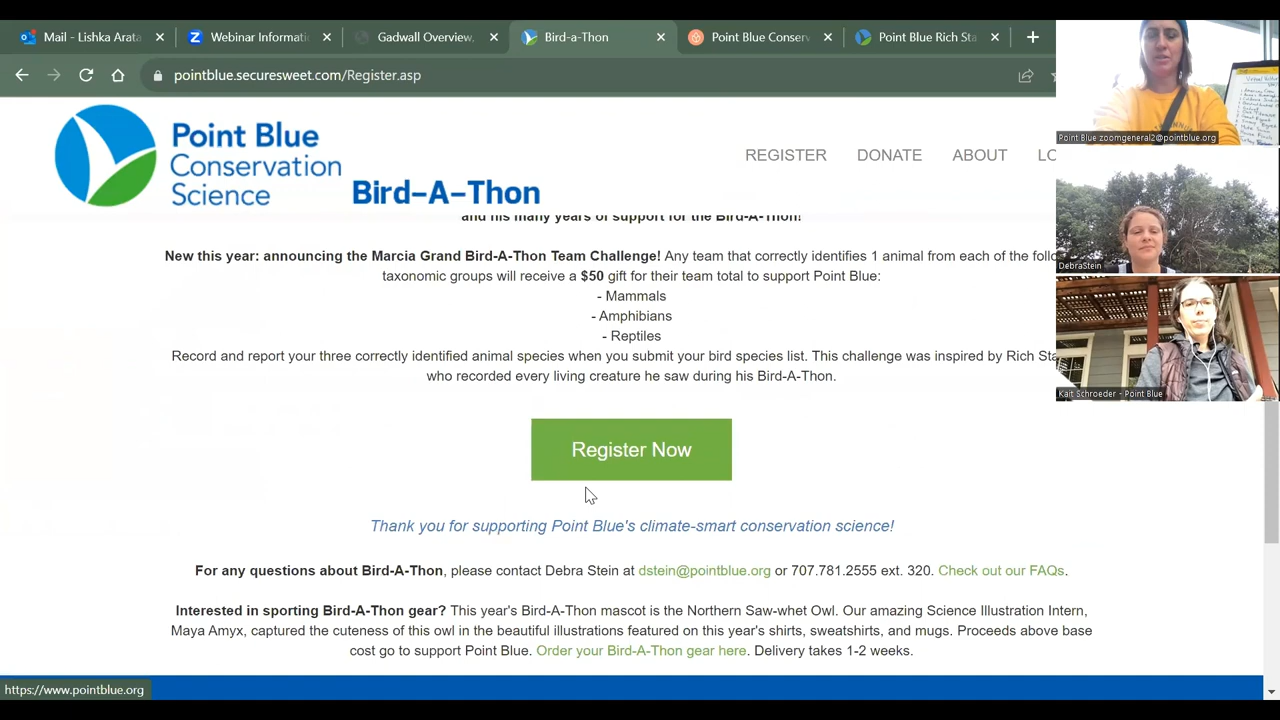 Mail - Lishka Arata
Webinar Informati
Gadwall Overview,
Bird-a-Thon
Point Blue Conserv
Point Blue Rich Sta
pointblue.securesweet.com/Register.asp
Point Blue
Conservation
Science
Bird-A-Thon
REGISTER DONATE ABOUT LO
and his many years of support for the Bird-A-Thon!
New this year: announcing the Marcia Grand Bird-A-Thon Team Challenge! Any team that correctly identifies 1 animal from each of the follo
taxonomic groups will receive a $50 gift for their team total to support Point Blue:
- Mammals
- Amphibians
- Reptiles
Record and report your three correctly identified animal species when you submit your bird species list. This challenge was inspired by Rich Sta
who recorded every living creature he saw during his Bird-A-Thon.
Register Now
Thank you for supporting Point Blue's climate-smart conservation science!
For any questions about Bird-A-Thon, please contact Debra Stein at dstein@pointblue.org or 707.781.2555 ext. 320. Check out our FAQs.
Interested in sporting Bird-A-Thon gear? This year's Bird-A-Thon mascot is the Northern Saw-whet Owl. Our amazing Science Illustration Intern,
Maya Amyx, captured the cuteness of this owl in the beautiful illustrations featured on this year's shirts, sweatshirts, and mugs. Proceeds above base
cost go to support Point Blue. Order your Bird-A-Thon gear here. Delivery takes 1-2 weeks.
https://www.pointblue.org
Point Blue zoomgeneral2@pointblue.org
DebraStein
Kait Schroeder - Point Blue